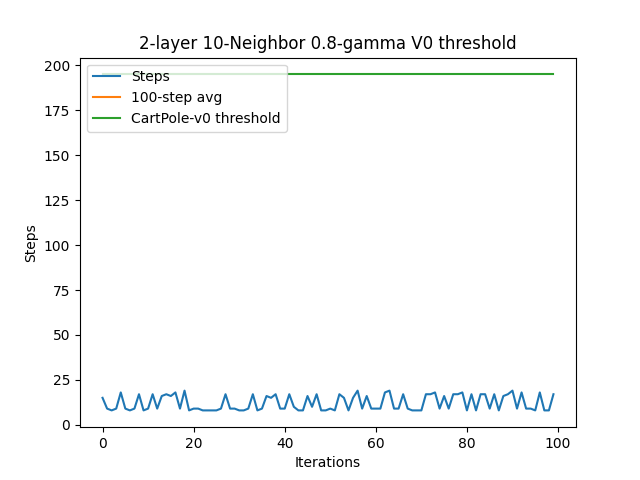 2-layer 10-Neighbor 0.8-gamma V0 threshold
200
175
150
125
100
75
50
25
0
Steps
Steps
100-step avg
CartPole-v0 threshold
0 20 40 60 80 100
Iterations